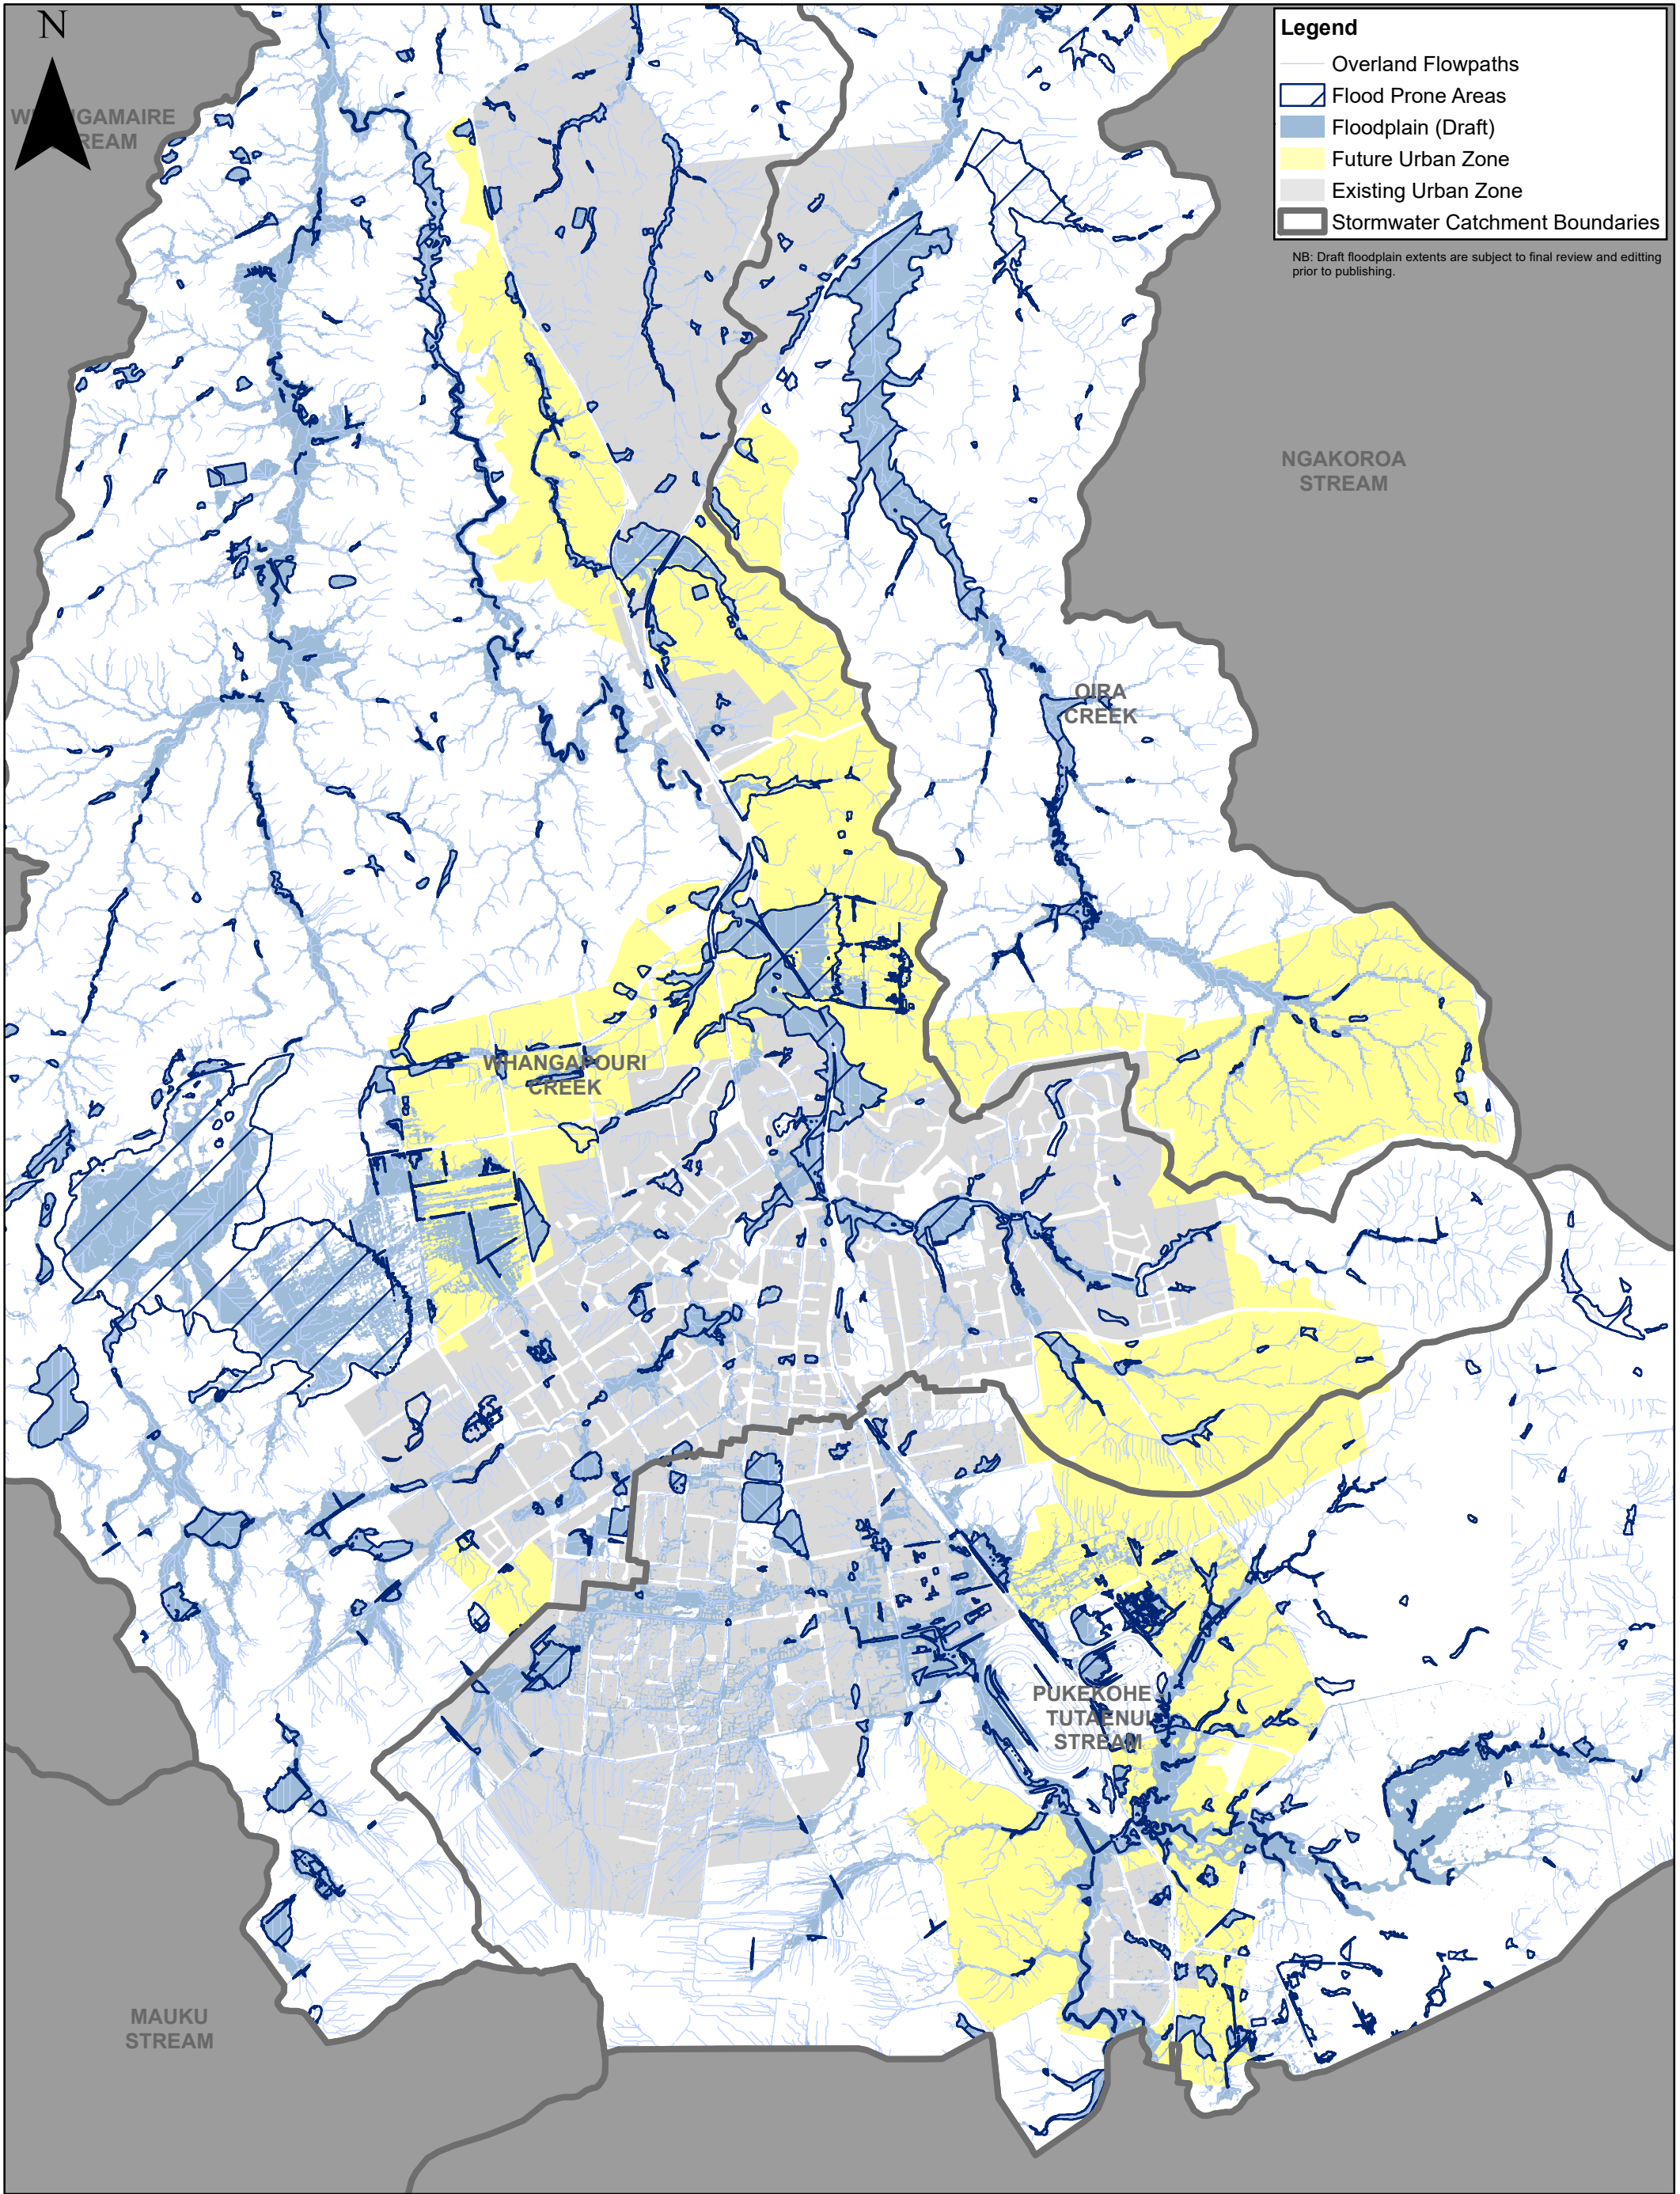 N
Legend
Overland Flowpaths
Flood Prone Areas
Floodplain (Draft)
Future Urban Zone
Existing Urban Zone
Stormwater Catchment Boundaries
NB: Draft floodplain extents are subject to final review and editting
prior to publishing.
NGAKOROA
STREAM
OIRA
CREEK
WHANGAPOURI
CREEK
PUKEKOHE
TUTAENUI
STREAM
MAUKU
STREAM